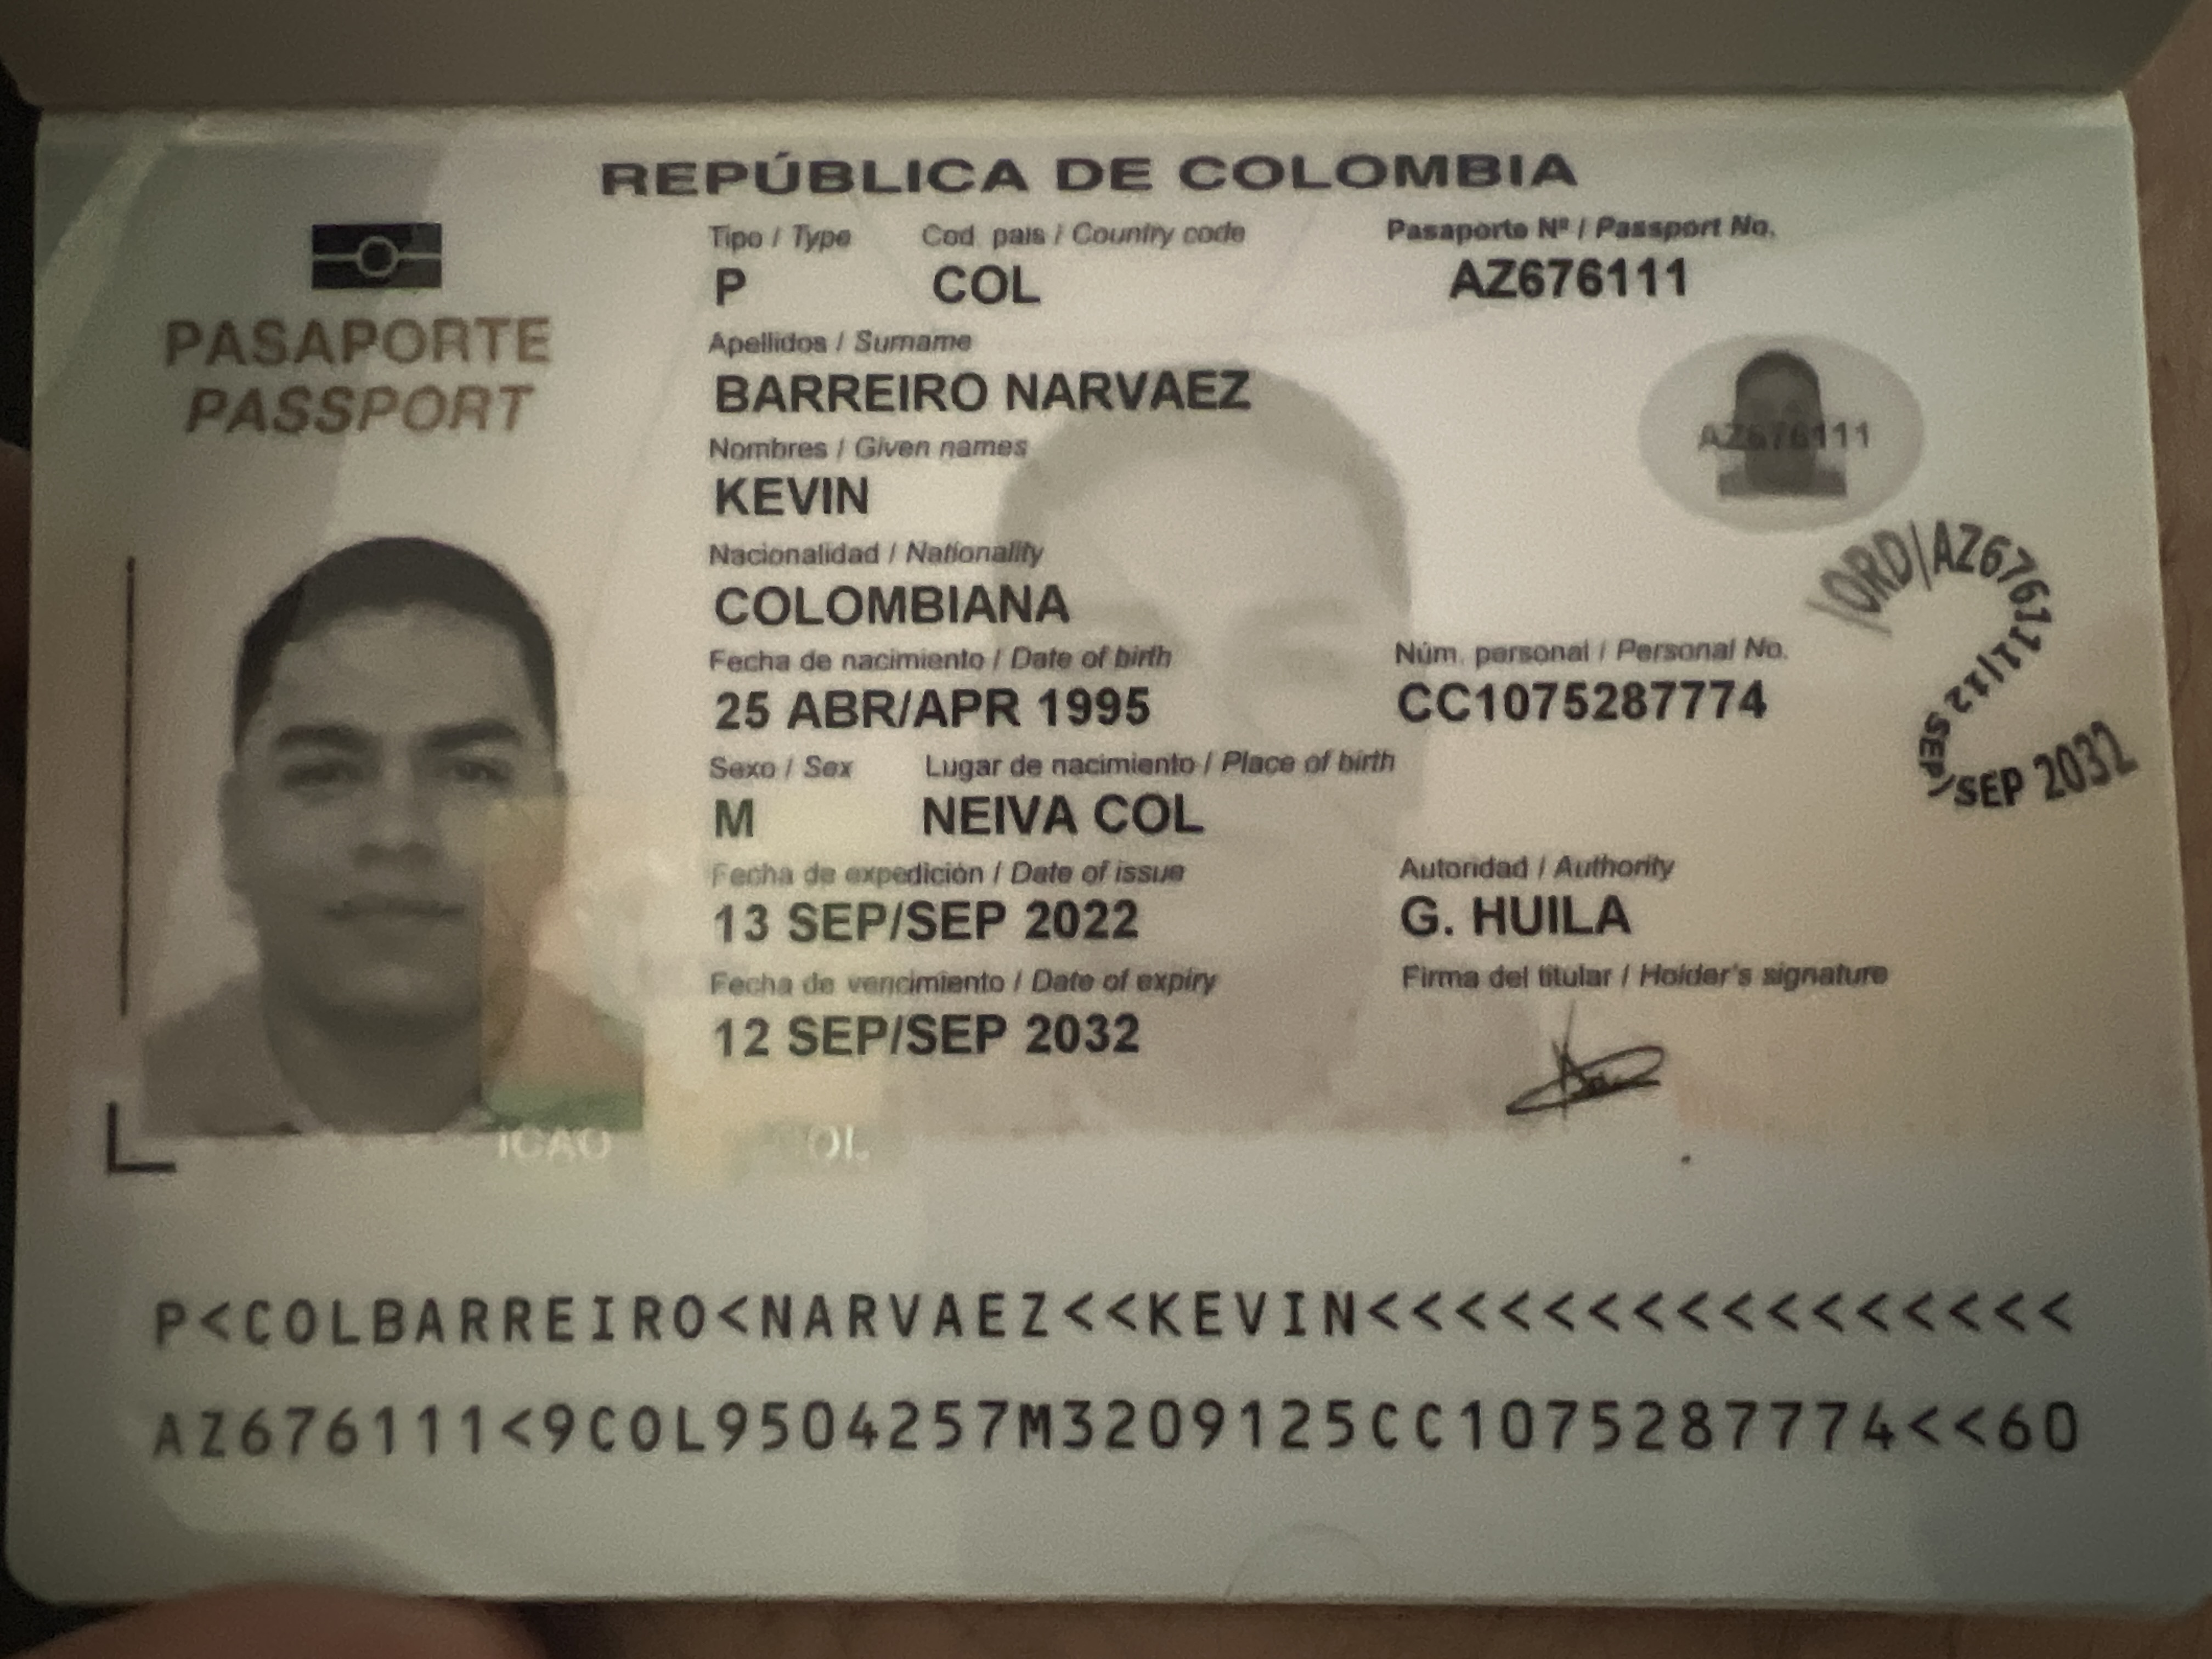 REPÚBLICA DE COLOMBIA
PASAPORTE
PASSPORT
Tipo / Type Cod. país / Country code Pasaporte Nº / Passport No.
P COL AZ676111
Apellidos / Surname
BARREIRO NARVAEZ
Nombres / Given names
KEVIN
Nacionalidad / Nationality
COLOMBIANA
Fecha de nacimiento / Date of birth Núm. personal / Personal No.
25 ABR/APR 1995 CC1075287774
Sexo / Sex Lugar de nacimiento / Place of birth
M NEIVA COL
Fecha de expedición / Date of issue Autoridad / Authority
13 SEP/SEP 2022 G. HUILA
Fecha de vencimiento / Date of expiry Firma del titular / Holder's signature
12 SEP/SEP 2032
AZ676111
/ORD|AZ676111/12 SEP/SEP 2032
ICAO
P<COLBARREIRO<NARVAEZ<<KEVIN<<<<<<<<<<<<<<<<
AZ676111<9COL9504257M3209125CC1075287774<<60